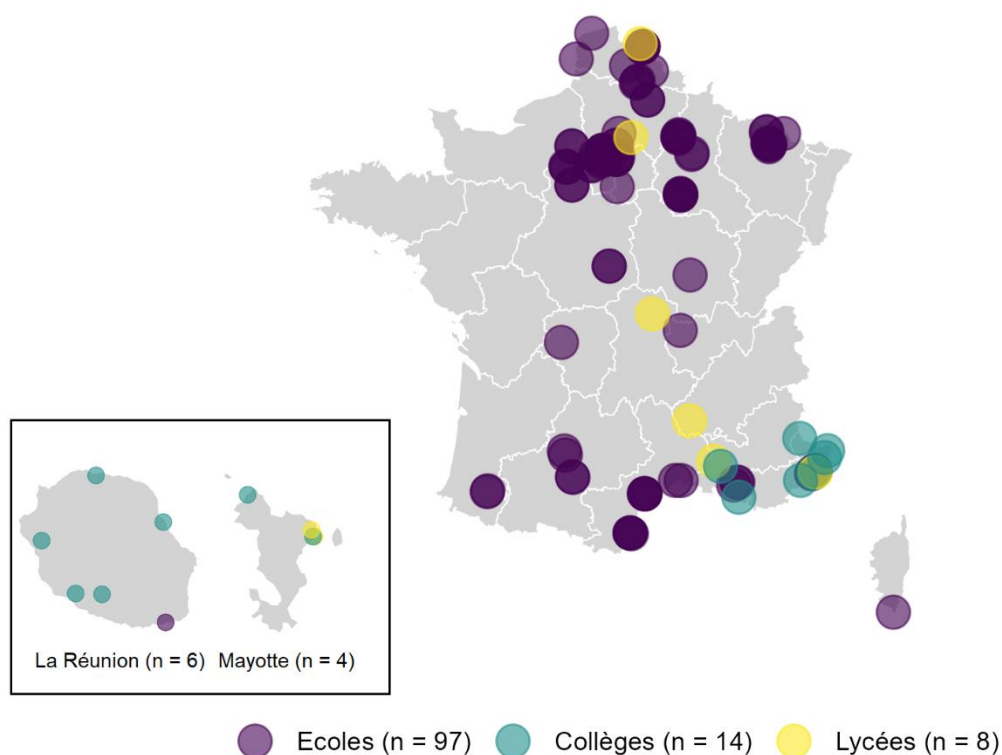 La Réunion (n = 6) Mayotte (n = 4)
Ecoles (n = 97) Collèges (n = 14) Lycées (n = 8)